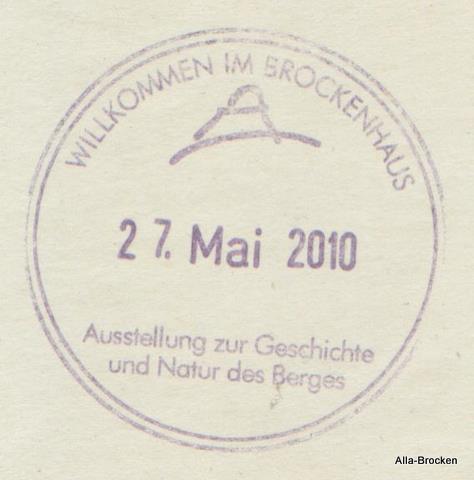 WILLKOMMEN IM BROCKENHAUS
27. Mai 2010
Ausstellung zur Geschichte
und Natur des Berges
Alla-Brocken